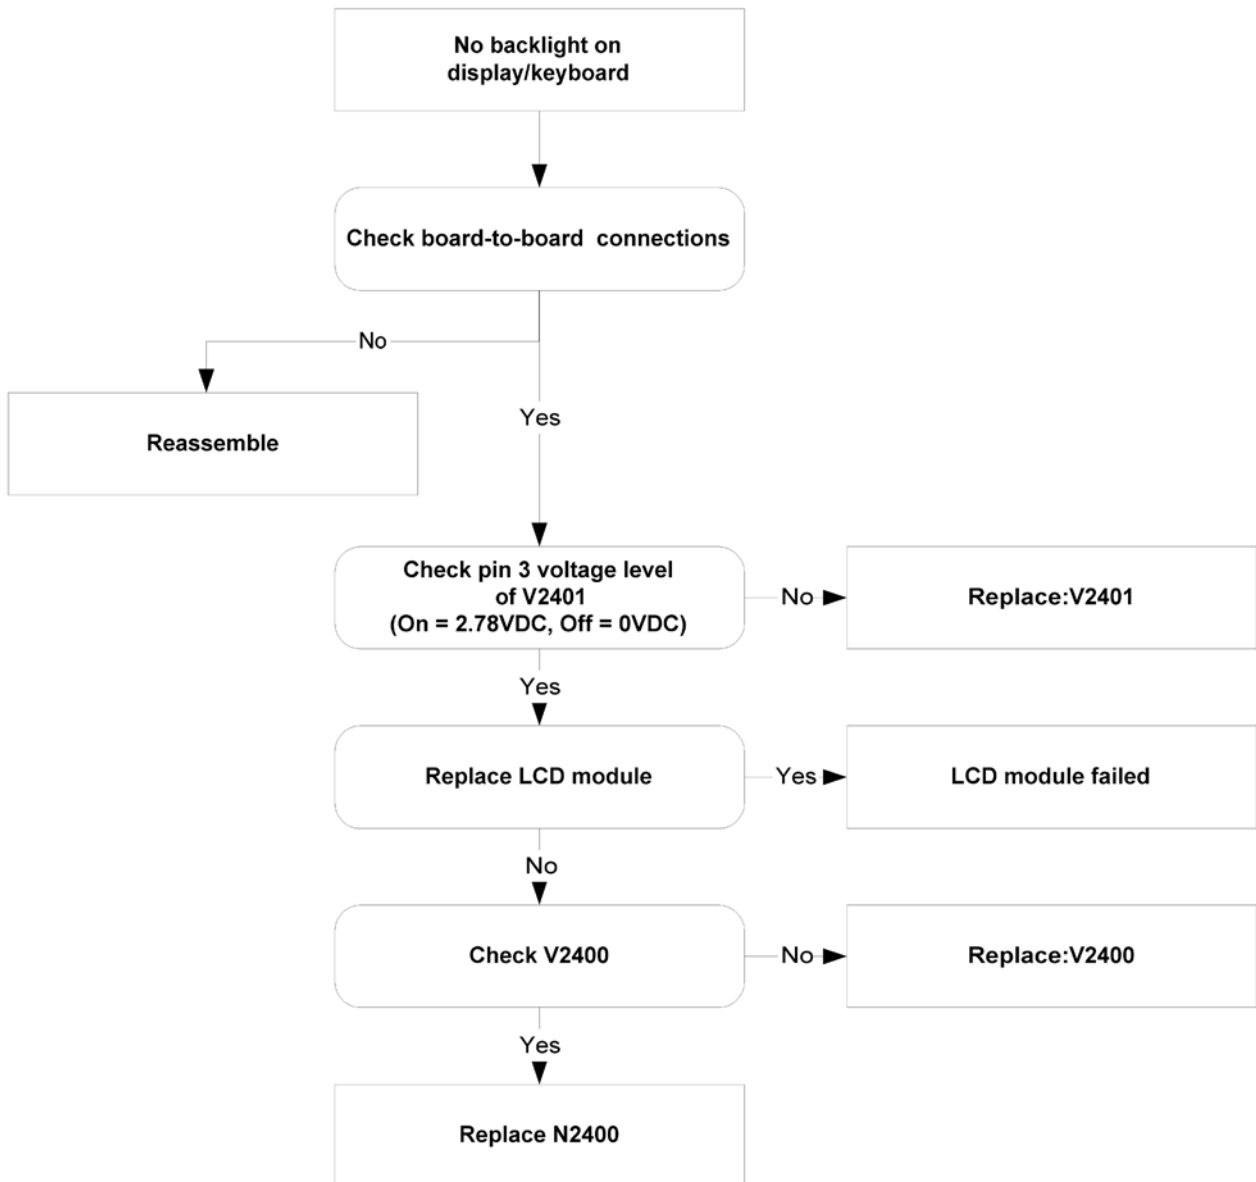 No backlight on
display/keyboard
Check board-to-board connections
No
Reassemble
Yes
Check pin 3 voltage level
of V2401
(On = 2.78VDC, Off = 0VDC)
No
Replace:V2401
Yes
Replace LCD module
Yes
LCD module failed
No
Check V2400
No
Replace:V2400
Yes
Replace N2400